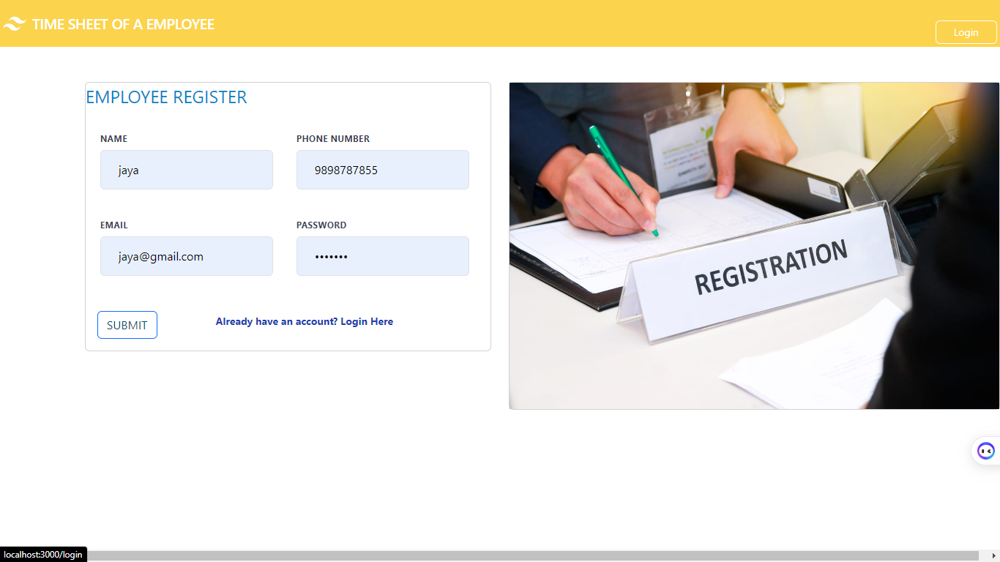 TIME SHEET OF A EMPLOYEE
Login
EMPLOYEE REGISTER
NAME
PHONE NUMBER
jaya
9898787855
EMAIL
PASSWORD
jaya@gmail.com
•••••••
SUBMIT
Already have an account? Login Here
REGISTRATION
localhost:3000/login